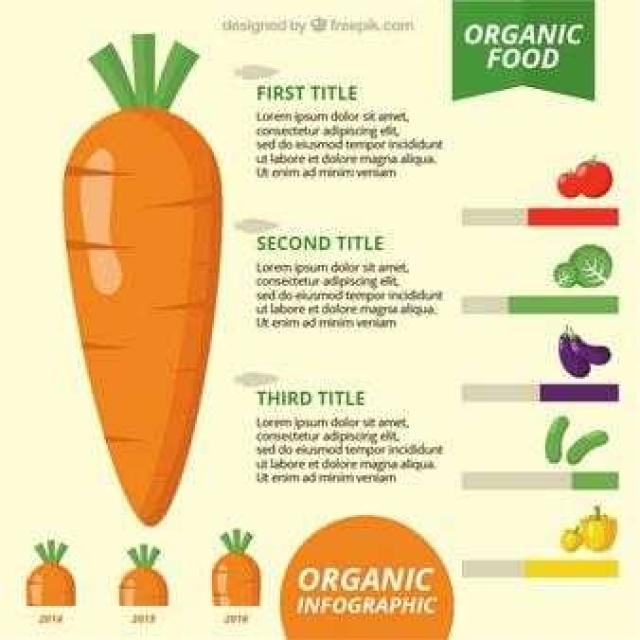 designed by freepik.com
ORGANIC
FOOD
FIRST TITLE
Lorem ipsum dolor sit amet,
consectetur adipiscing elit,
sed do eiusmod tempor incididunt
ut labore et dolore magna aliqua.
Ut enim ad minim veniam
SECOND TITLE
Lorem ipsum dolor sit amet,
consectetur adipiscing elit,
sed do eiusmod tempor incididunt
ut labore et dolore magna aliqua.
Ut enim ad minim veniam
THIRD TITLE
Lorem ipsum dolor sit amet,
consectetur adipiscing elit,
sed do eiusmod tempor incididunt
ut labore et dolore magna aliqua.
Ut enim ad minim veniam
2014
2015
2016
ORGANIC
INFOGRAPHIC